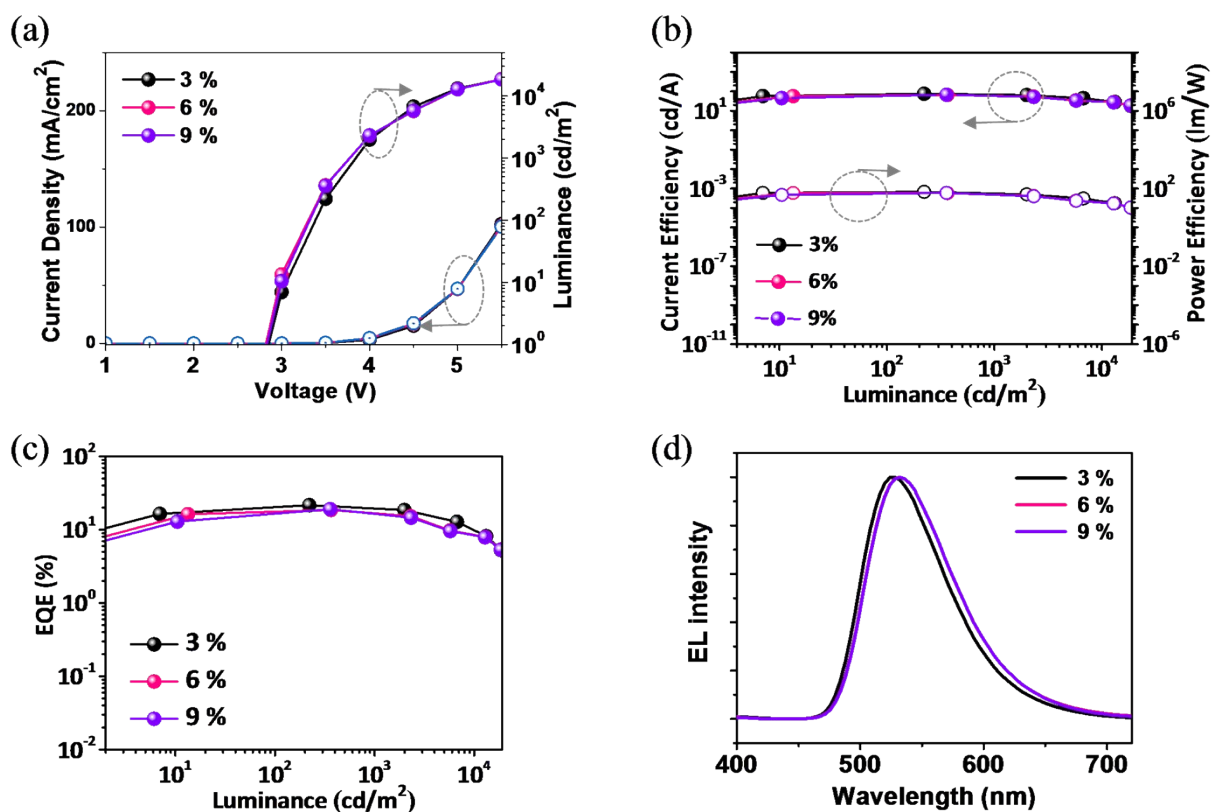 (a)
3 %
6 %
9 %
200
100
0
Current Density (mA/cm²)
10⁴
10³
10²
10¹
10⁰
Luminance (cd/m²)
1 2 3 4 5
Voltage (V)
(b)
10¹
10⁻³
10⁻⁷
10⁻¹¹
Current Efficiency (cd/A)
10⁶
10⁴
10²
10⁰
10⁻²
10⁻⁴
10⁻⁶
Power Efficiency (lm/W)
3%
6%
9%
10¹ 10² 10³ 10⁴
Luminance (cd/m²)
(c)
10²
10¹
10⁰
10⁻¹
10⁻²
EQE (%)
3 %
6 %
9 %
10¹ 10² 10³ 10⁴
Luminance (cd/m²)
(d)
3 %
6 %
9 %
EL intensity
400 500 600 700
Wavelength (nm)